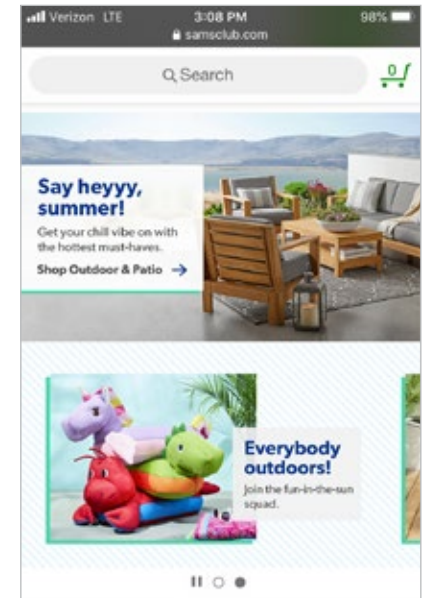 Verizon LTE 3:08 PM 98%
samsclub.com
Search
0
Say heyyy,
summer!
Get your chill vibe on with
the hottest must-haves.
Shop Outdoor & Patio →
Everybody
outdoors!
Join the fun-in-the-sun
squad.